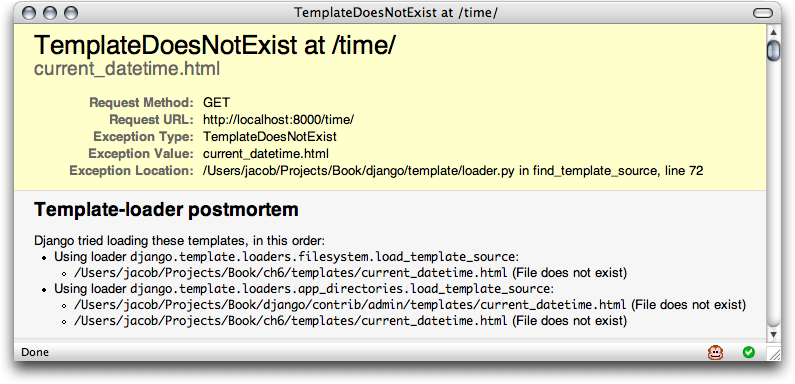 TemplateDoesNotExist at /time/
TemplateDoesNotExist at /time/
current_datetime.html
Request Method: GET
Request URL: http://localhost:8000/time/
Exception Type: TemplateDoesNotExist
Exception Value: current_datetime.html
Exception Location: /Users/jacob/Projects/Book/django/template/loader.py in find_template_source, line 72
Template-loader postmortem
Django tried loading these templates, in this order:
• Using loader django.template.loaders.filesystem.load_template_source:
◦ /Users/jacob/Projects/Book/ch6/templates/current_datetime.html (File does not exist)
• Using loader django.template.loaders.app_directories.load_template_source:
◦ /Users/jacob/Projects/Book/django/contrib/admin/templates/current_datetime.html (File does not exist)
◦ /Users/jacob/Projects/Book/ch6/templates/current_datetime.html (File does not exist)
Done